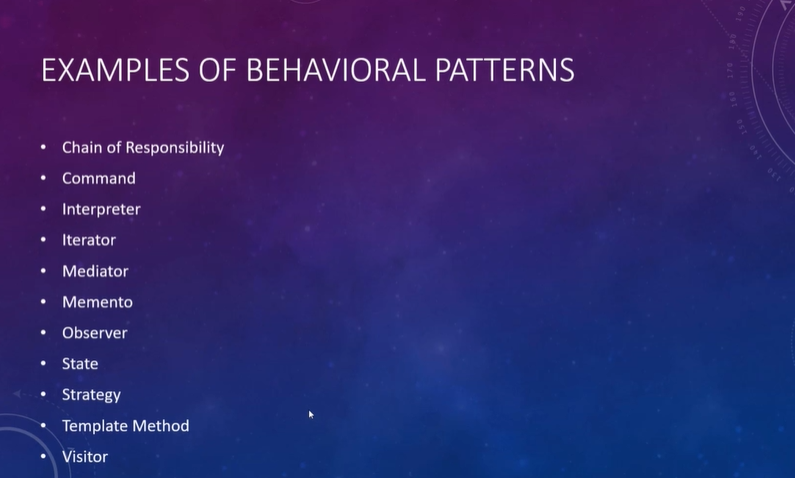 EXAMPLES OF BEHAVIORAL PATTERNS
• Chain of Responsibility
• Command
• Interpreter
• Iterator
• Mediator
• Memento
• Observer
• State
• Strategy
• Template Method
• Visitor